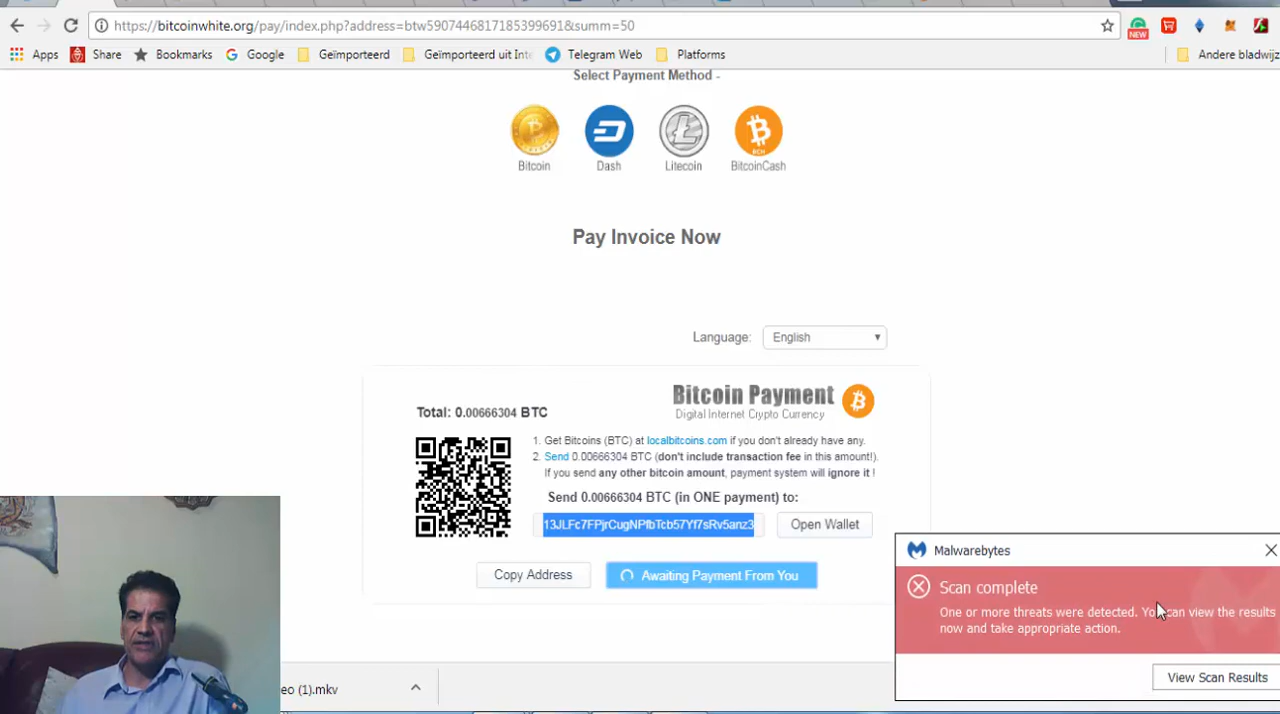 https://bitcoinwhite.org/pay/index.php?address=btw5907446817185399691&summ=50
NEW
Apps Share Bookmarks Google Geïmporteerd Geïmporteerd uit Inte Telegram Web Platforms Andere bladwijz
Select Payment Method -
BCH
Bitcoin Dash Litecoin BitcoinCash
Pay Invoice Now
Language: English
Bitcoin Payment
Digital Internet Crypto Currency
Total: 0.00666304 BTC
1. Get Bitcoins (BTC) at localbitcoins.com if you don't already have any.
2. Send 0.00666304 BTC (don't include transaction fee in this amount!).
If you send any other bitcoin amount, payment system will ignore it !
Send 0.00666304 BTC (in ONE payment) to:
13JLFc7FPjrCugNPfbTcb57Yf7sRv5anz3 Open Wallet
Copy Address Awaiting Payment From You
Malwarebytes
Scan complete
One or more threats were detected. You can view the results
now and take appropriate action.
View Scan Results
eo (1).mkv